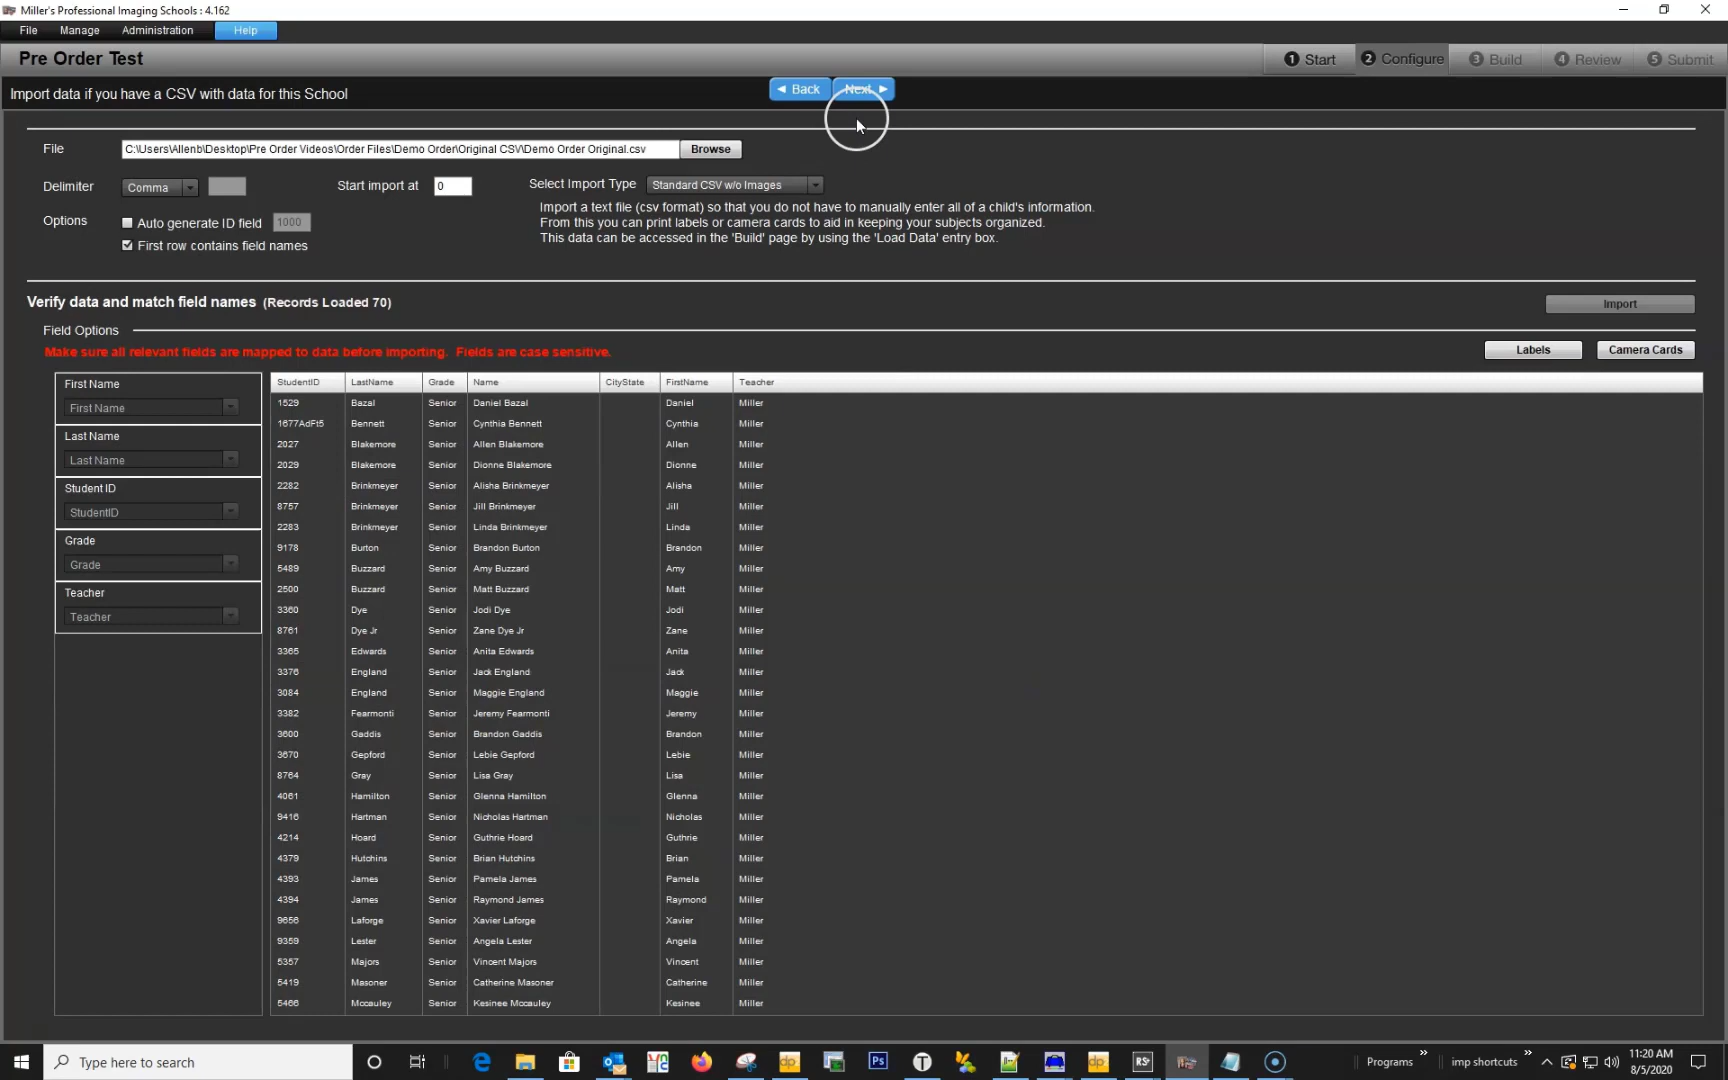 Miller's Professional Imaging Schools : 4.162
File Manage Administration Help
Pre Order Test
1 Start 2 Configure 3 Build 4 Review 5 Submit
Import data if you have a CSV with data for this School
Back Next
File C:\Users\Allenb\Desktop\Pre Order Videos\Order Files\Demo Order\Original CSV\Demo Order Original.csv Browse
Delimiter Comma Start import at 0 Select Import Type Standard CSV w/o Images
Import a text file (csv format) so that you do not have to manually enter all of a child's information.
Options Auto generate ID field 1000 From this you can print labels or camera cards to aid in keeping your subjects organized.
First row contains field names This data can be accessed in the 'Build' page by using the 'Load Data' entry box.
Verify data and match field names (Records Loaded 70) Import
Field Options
Make sure all relevant fields are mapped to data before importing. Fields are case sensitive. Labels Camera Cards
First Name
First Name
Last Name
Last Name
Student ID
StudentID
Grade
Grade
Teacher
Teacher
StudentID LastName Grade Name CityState FirstName Teacher
1529 Bazal Senior Daniel Bazal Daniel Miller
1677AdFt5 Bennett Senior Cynthia Bennett Cynthia Miller
2027 Blakemore Senior Allen Blakemore Allen Miller
2029 Blakemore Senior Dionne Blakemore Dionne Miller
2282 Brinkmeyer Senior Alisha Brinkmeyer Alisha Miller
8757 Brinkmeyer Senior Jill Brinkmeyer Jill Miller
2283 Brinkmeyer Senior Linda Brinkmeyer Linda Miller
9178 Burton Senior Brandon Burton Brandon Miller
5489 Buzzard Senior Amy Buzzard Amy Miller
2500 Buzzard Senior Matt Buzzard Matt Miller
3360 Dye Senior Jodi Dye Jodi Miller
8761 Dye Jr Senior Zane Dye Jr Zane Miller
3365 Edwards Senior Anita Edwards Anita Miller
3376 England Senior Jack England Jack Miller
3084 England Senior Maggie England Maggie Miller
3382 Fearmonti Senior Jeremy Fearmonti Jeremy Miller
3600 Gaddis Senior Brandon Gaddis Brandon Miller
3670 Gepford Senior Lebie Gepford Lebie Miller
8764 Gray Senior Lisa Gray Lisa Miller
4061 Hamilton Senior Glenna Hamilton Glenna Miller
9416 Hartman Senior Nicholas Hartman Nicholas Miller
4214 Hoard Senior Guthrie Hoard Guthrie Miller
4379 Hutchins Senior Brian Hutchins Brian Miller
4393 James Senior Pamela James Pamela Miller
4394 James Senior Raymond James Raymond Miller
9656 Laforge Senior Xavier Laforge Xavier Miller
9359 Lester Senior Angela Lester Angela Miller
5357 Majors Senior Vincent Majors Vincent Miller
5419 Masoner Senior Catherine Masoner Catherine Miller
5466 Mccauley Senior Kesinee Mccauley Kesinee Miller
Type here to search
Programs imp shortcuts
11:20 AM
8/5/2020